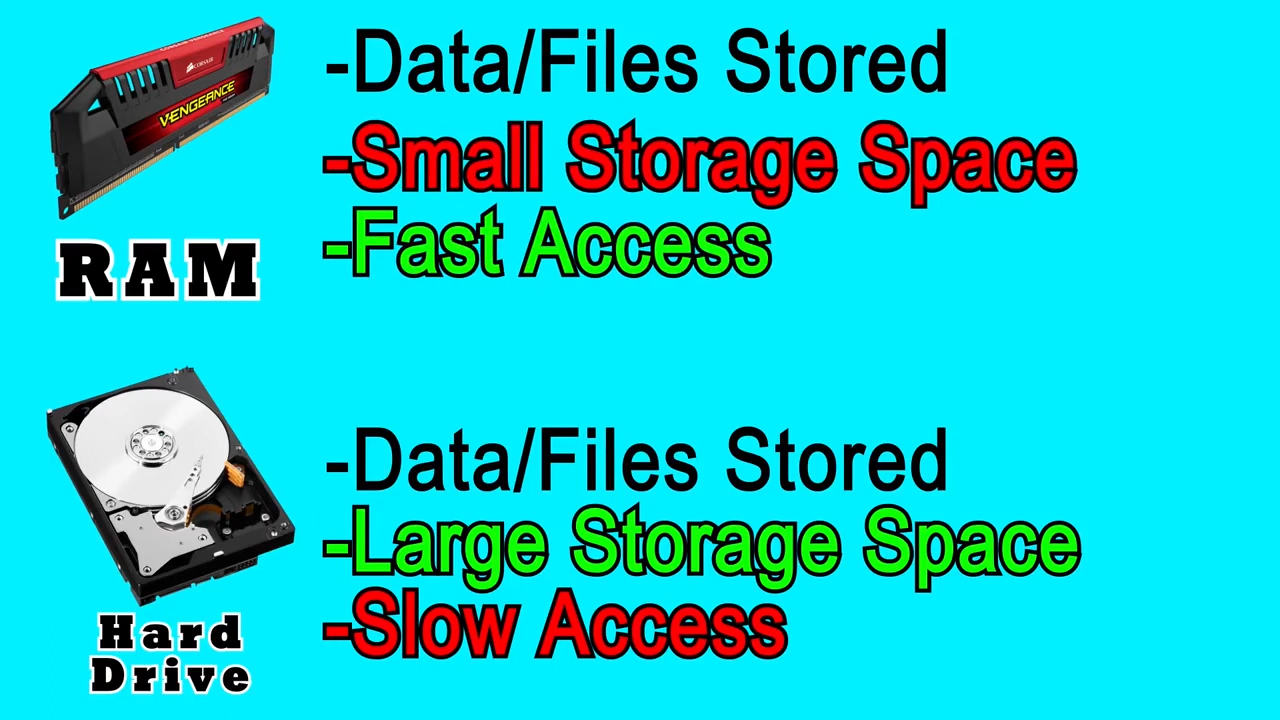 CORSAIR
VENGEANCE
RAM
-Data/Files Stored
-Small Storage Space
-Fast Access
Hard
Drive
-Data/Files Stored
-Large Storage Space
-Slow Access